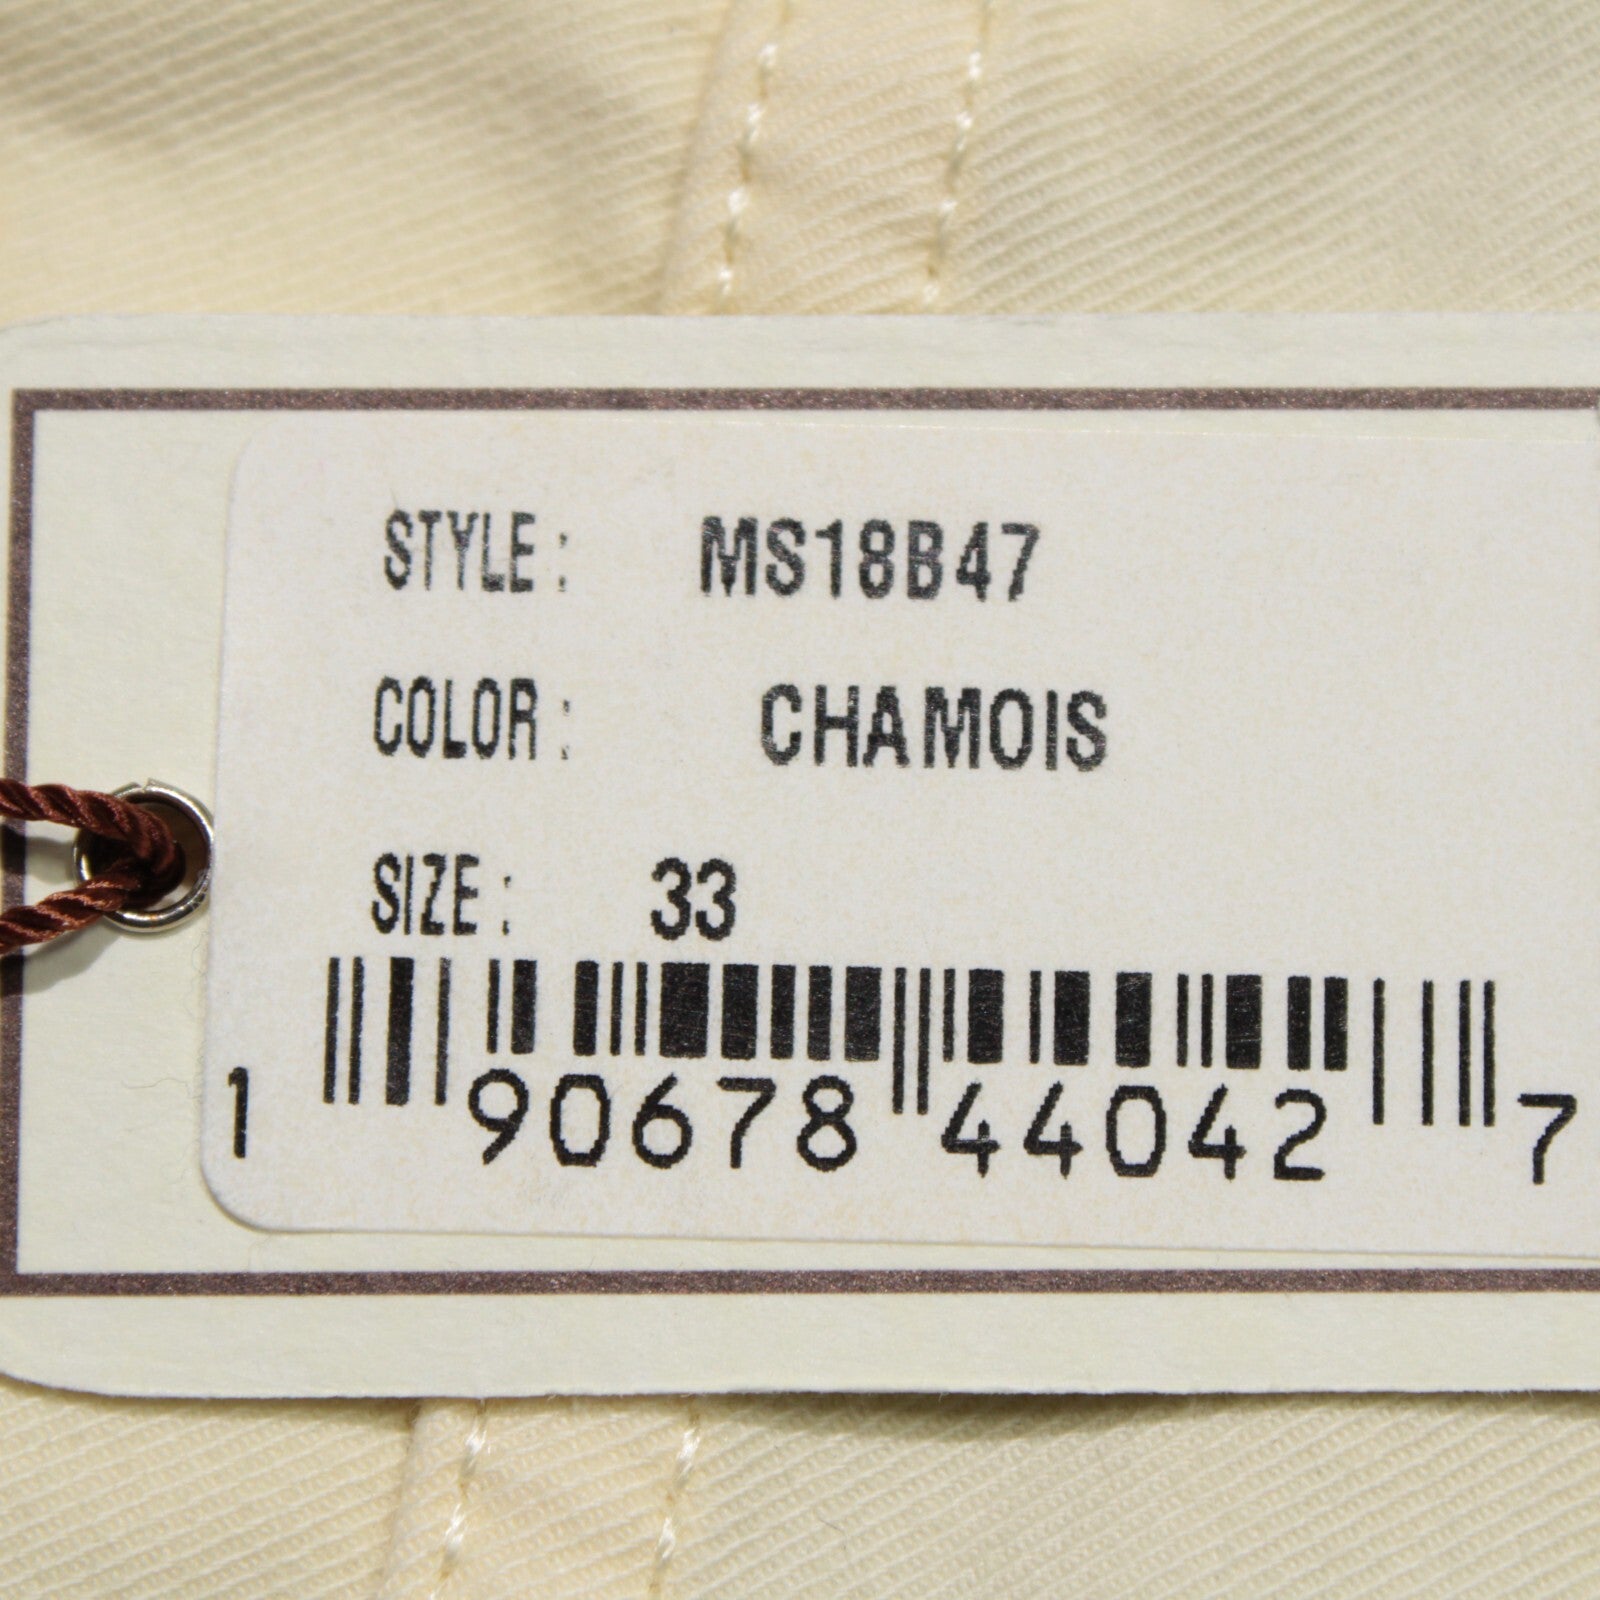 STYLE: MS18B47
COLOR: CHAMOIS
SIZE: 33
1 90678 44042 7